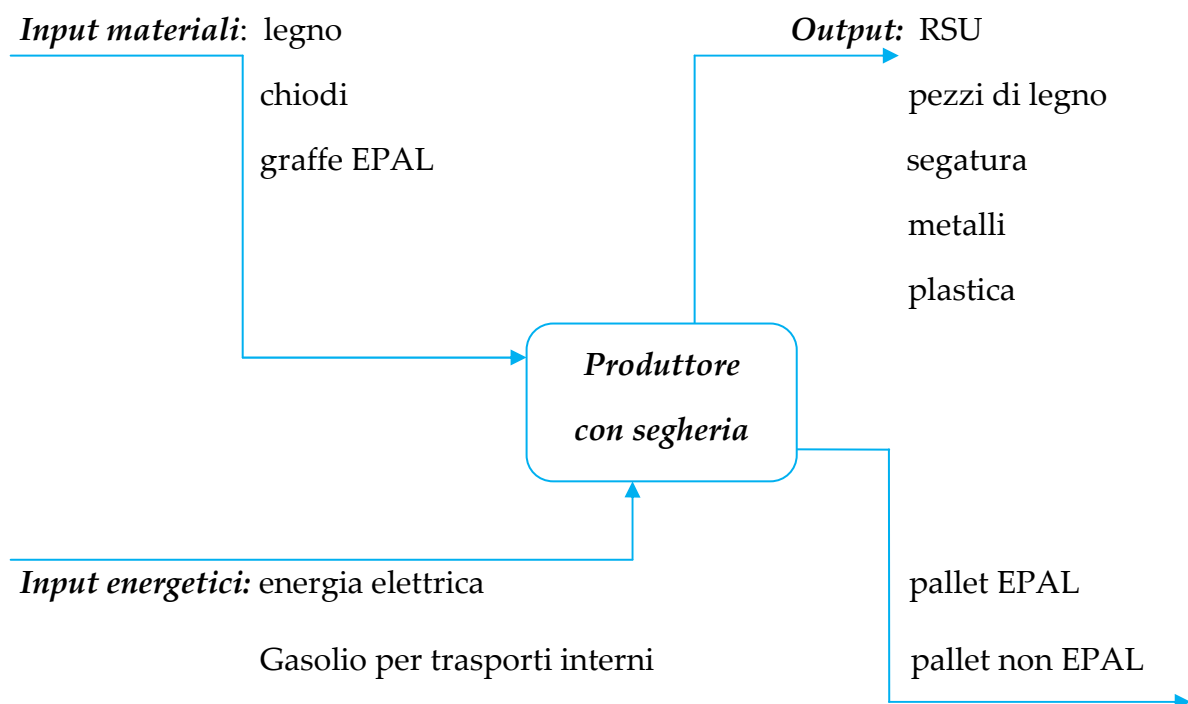 Input materiali: legno
chiodi
graffe EPAL
Output: RSU
pezzi di legno
segatura
metalli
plastica
Produttore
con segheria
Input energetici: energia elettrica
Gasolio per trasporti interni
pallet EPAL
pallet non EPAL